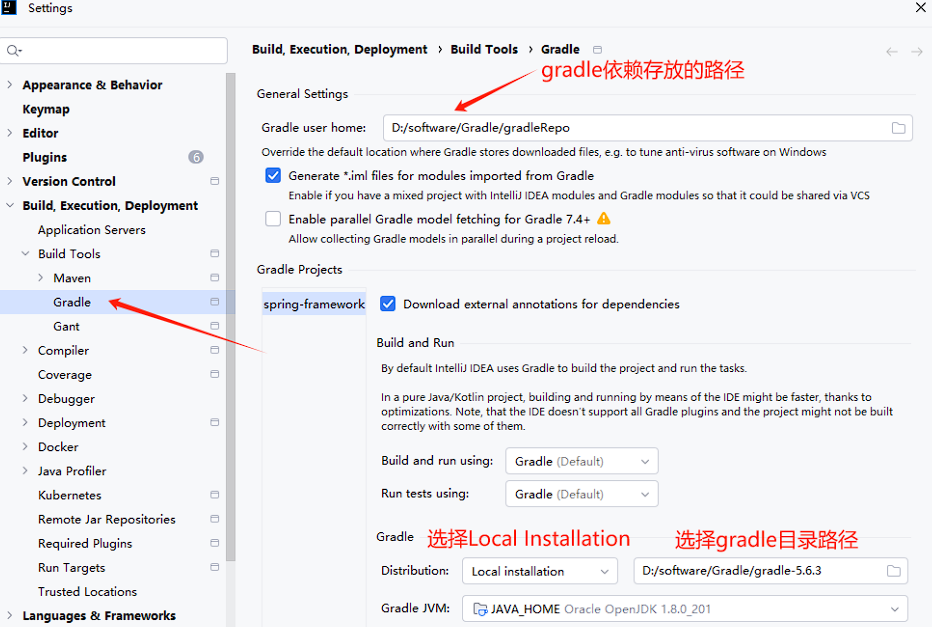 Settings
Build, Execution, Deployment › Build Tools › Gradle
gradle依赖存放的路径
Appearance & Behavior
Keymap
Editor
Plugins 6
Version Control
Build, Execution, Deployment
Application Servers
Build Tools
Maven
Gradle
Gant
Compiler
Coverage
Debugger
Deployment
Docker
Java Profiler
Kubernetes
Remote Jar Repositories
Required Plugins
Run Targets
Trusted Locations
Languages & Frameworks
General Settings
Gradle user home: D:/software/Gradle/gradleRepo
Override the default location where Gradle stores downloaded files, e.g. to tune anti-virus software on Windows
Generate *.iml files for modules imported from Gradle
Enable if you have a mixed project with IntelliJ IDEA modules and Gradle modules so that it could be shared via VCS
Enable parallel Gradle model fetching for Gradle 7.4+
Allow collecting Gradle models in parallel during a project reload.
Gradle Projects
spring-framework
Download external annotations for dependencies
Build and Run
By default IntelliJ IDEA uses Gradle to build the project and run the tasks.
In a pure Java/Kotlin project, building and running by means of the IDE might be faster, thanks to
optimizations. Note, that the IDE doesn't support all Gradle plugins and the project might not be built
correctly with some of them.
Build and run using: Gradle (Default)
Run tests using: Gradle (Default)
Gradle
选择Local Installation
选择gradle目录路径
Distribution: Local installation D:/software/Gradle/gradle-5.6.3
Gradle JVM: JAVA_HOME Oracle OpenJDK 1.8.0_201